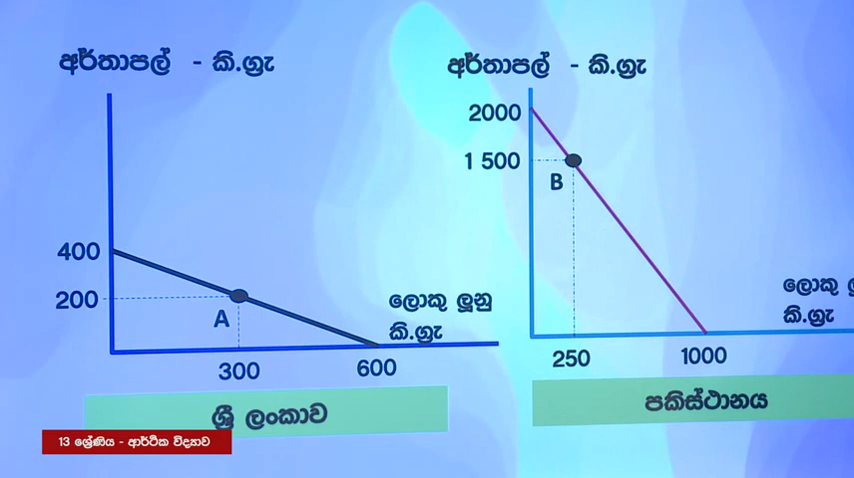 අර්තාපල් - කි.ග්‍රෑ
400
200
A
300
600
ලොකු ලූනු
කි.ග්‍රෑ
ශ්‍රී ලංකාව
අර්තාපල් - කි.ග්‍රෑ
2000
1 500
B
250
1000
ලොකු
කි.ග්‍රෑ
පකිස්ථානය
13 ශ්‍රේණිය - ආර්ථික විද්‍යාව